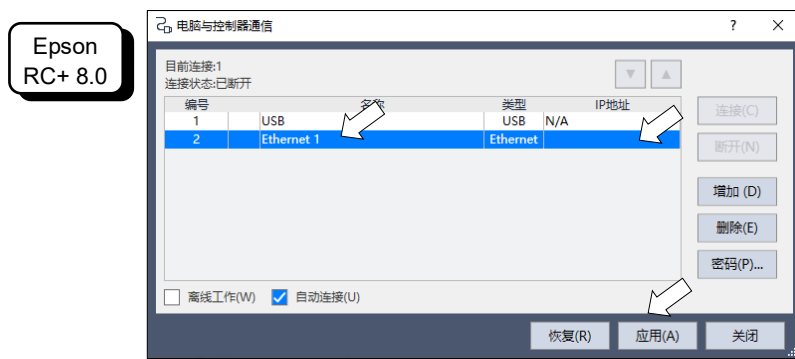 Epson
RC+ 8.0
电脑与控制器通信
?
目前连接:1
连接状态:已断开
编号 名称 类型 IP地址
1 USB USB N/A
2 Ethernet 1 Ethernet
连接(C)
断开(N)
增加 (D)
删除(E)
密码(P)...
离线工作(W) 自动连接(U)
恢复(R) 应用(A) 关闭